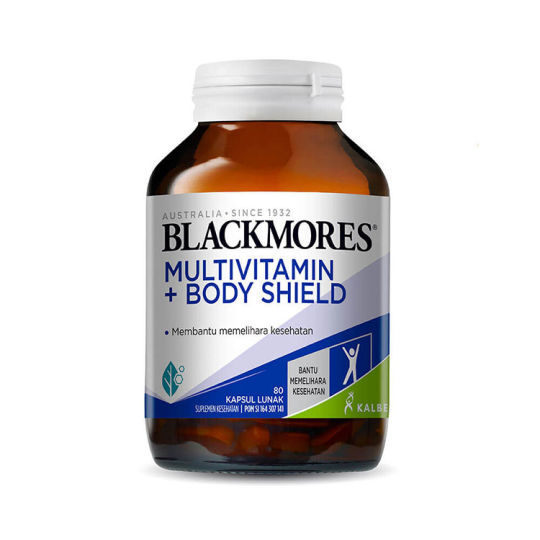 AUSTRALIA • SINCE 1932
BLACKMORES®
MULTIVITAMIN
+ BODY SHIELD
• Membantu memelihara kesehatan
BANTU
MEMELIHARA
KESEHATAN
80
KAPSUL LUNAK
SUPLEMEN KESEHATAN | POM SI 164 307 141
KALBE